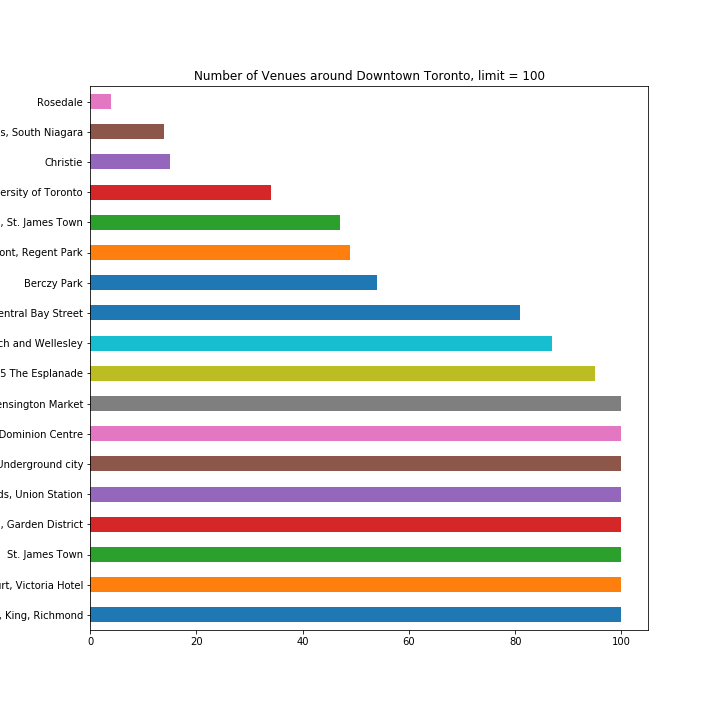 Number of Venues around Downtown Toronto, limit = 100
Rosedale
s, South Niagara
Christie
ersity of Toronto
, St. James Town
ont, Regent Park
Berczy Park
entral Bay Street
ch and Wellesley
5 The Esplanade
ensington Market
Dominion Centre
Underground city
ds, Union Station
, Garden District
St. James Town
urt, Victoria Hotel
, King, Richmond
0 20 40 60 80 100